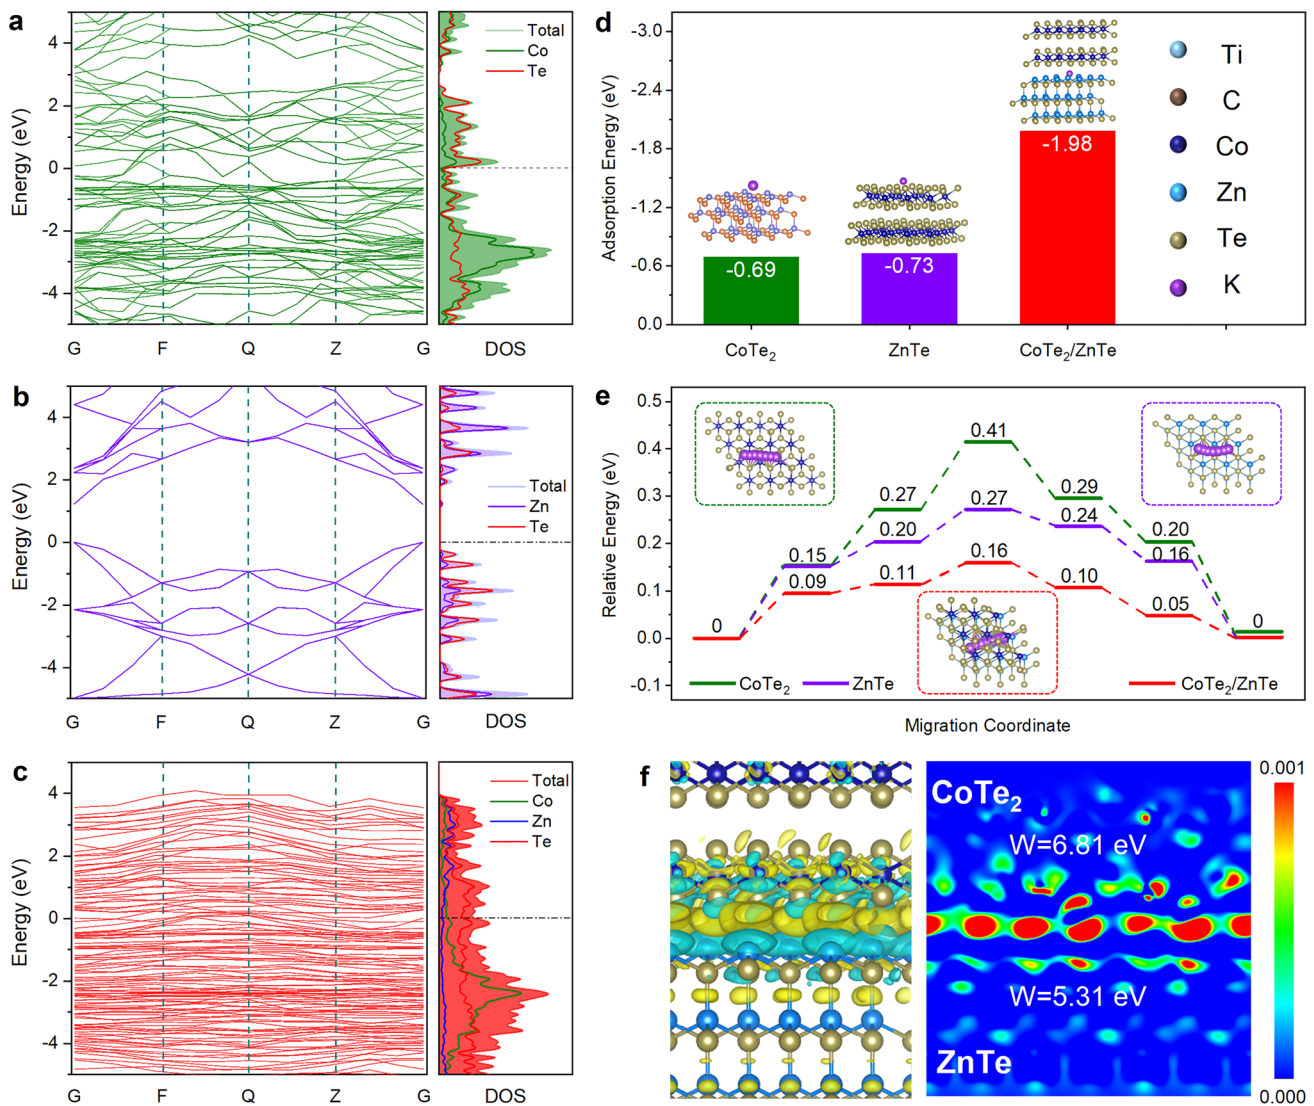 a
Energy (eV)
4
2
0
-2
-4
G F Q Z G
Total
Co
Te
DOS
b
Energy (eV)
4
2
0
-2
-4
G F Q Z G
Total
Zn
Te
DOS
c
Energy (eV)
4
2
0
-2
-4
G F Q Z G
Total
Co
Zn
Te
DOS
d
Adsorption Energy (eV)
-3.0
-2.4
-1.8
-1.2
-0.6
0.0
-0.69
-0.73
-1.98
CoTe₂ ZnTe CoTe₂/ZnTe
Ti
C
Co
Zn
Te
K
e
Relative Energy (eV)
0.5
0.4
0.3
0.2
0.1
0.0
-0.1
0.41
0.27 0.27 0.29
0.20 0.24 0.20
0.15 0.16 0.16
0.09 0.11 0.10 0.05
0 0
CoTe₂ ZnTe CoTe₂/ZnTe
Migration Coordinate
f
CoTe₂
W=6.81 eV
W=5.31 eV
ZnTe
0.001
0.000